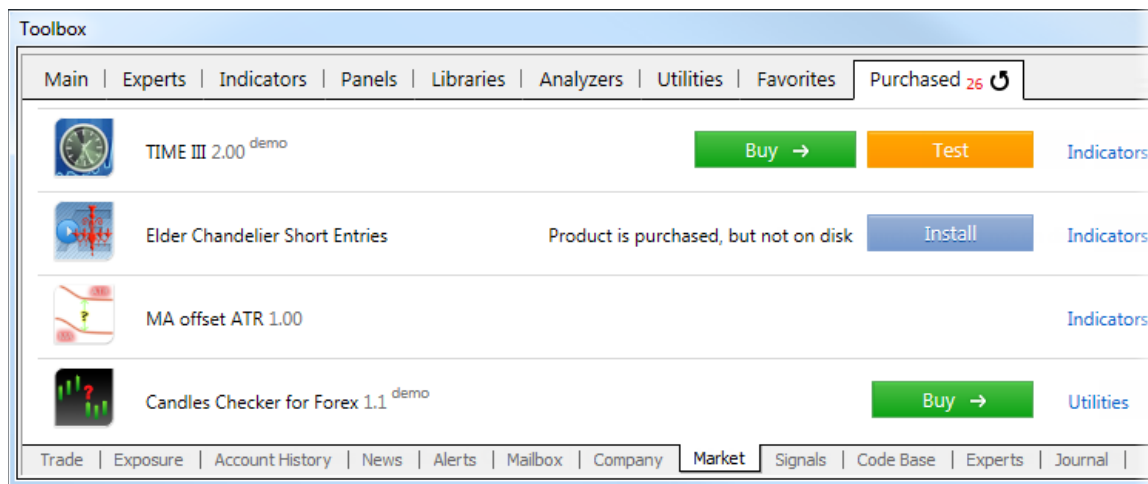 Toolbox
Main | Experts | Indicators | Panels | Libraries | Analyzers | Utilities | Favorites | Purchased 26
TIME III 2.00 demo Buy → Test Indicators
Elder Chandelier Short Entries Product is purchased, but not on disk Install Indicators
MA offset ATR 1.00 Indicators
Candles Checker for Forex 1.1 demo Buy → Utilities
Trade | Exposure | Account History | News | Alerts | Mailbox | Company | Market | Signals | Code Base | Experts | Journal |